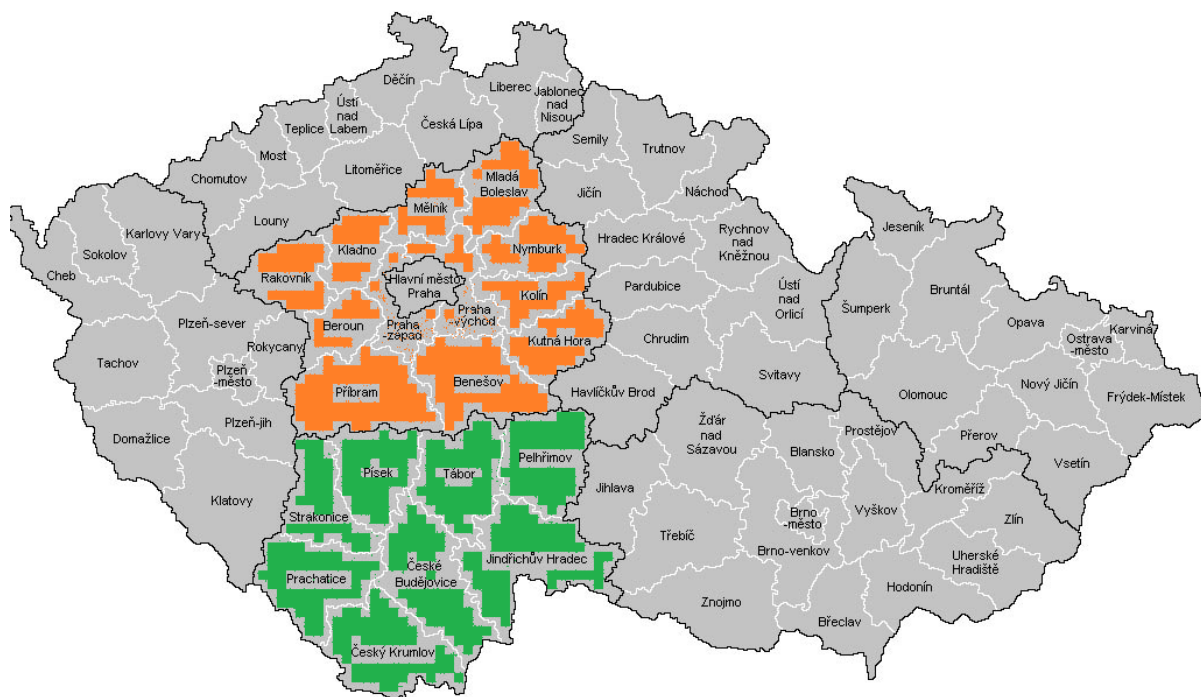 Děčín
Liberec
Jablonec
nad
Nisou
Ústí
nad
Labem
Teplice
Česká Lípa
Semily
Trutnov
Most
Litoměřice
Chomutov
Mladá
Boleslav
Jičín
Náchod
Mělník
Louny
Karlovy Vary
Sokolov
Cheb
Kladno
Nymburk
Hradec Králové
Rychnov
nad
Kněžnou
Jeseník
Rakovník
Hlavní město
Praha
Kolín
Pardubice
Ústí
nad
Orlicí
Šumperk
Bruntál
Plzeň-sever
Beroun
Praha
-západ
Praha
-východ
Opava
Karviná
Ostrava
-město
Rokycany
Kutná Hora
Chrudim
Tachov
Plzeň
-město
Svitavy
Příbram
Benešov
Havlíčkův Brod
Olomouc
Nový Jičín
Frýdek-Místek
Plzeň-jih
Domažlice
Žďár
nad
Sázavou
Prostějov
Přerov
Blansko
Vsetín
Pelhřimov
Písek
Tábor
Jihlava
Klatovy
Kroměříž
Strakonice
Brno
-město
Vyškov
Zlín
Třebíč
Brno-venkov
Jindřichův Hradec
Uherské
Hradiště
Prachatice
České
Budějovice
Hodonín
Znojmo
Břeclav
Český Krumlov